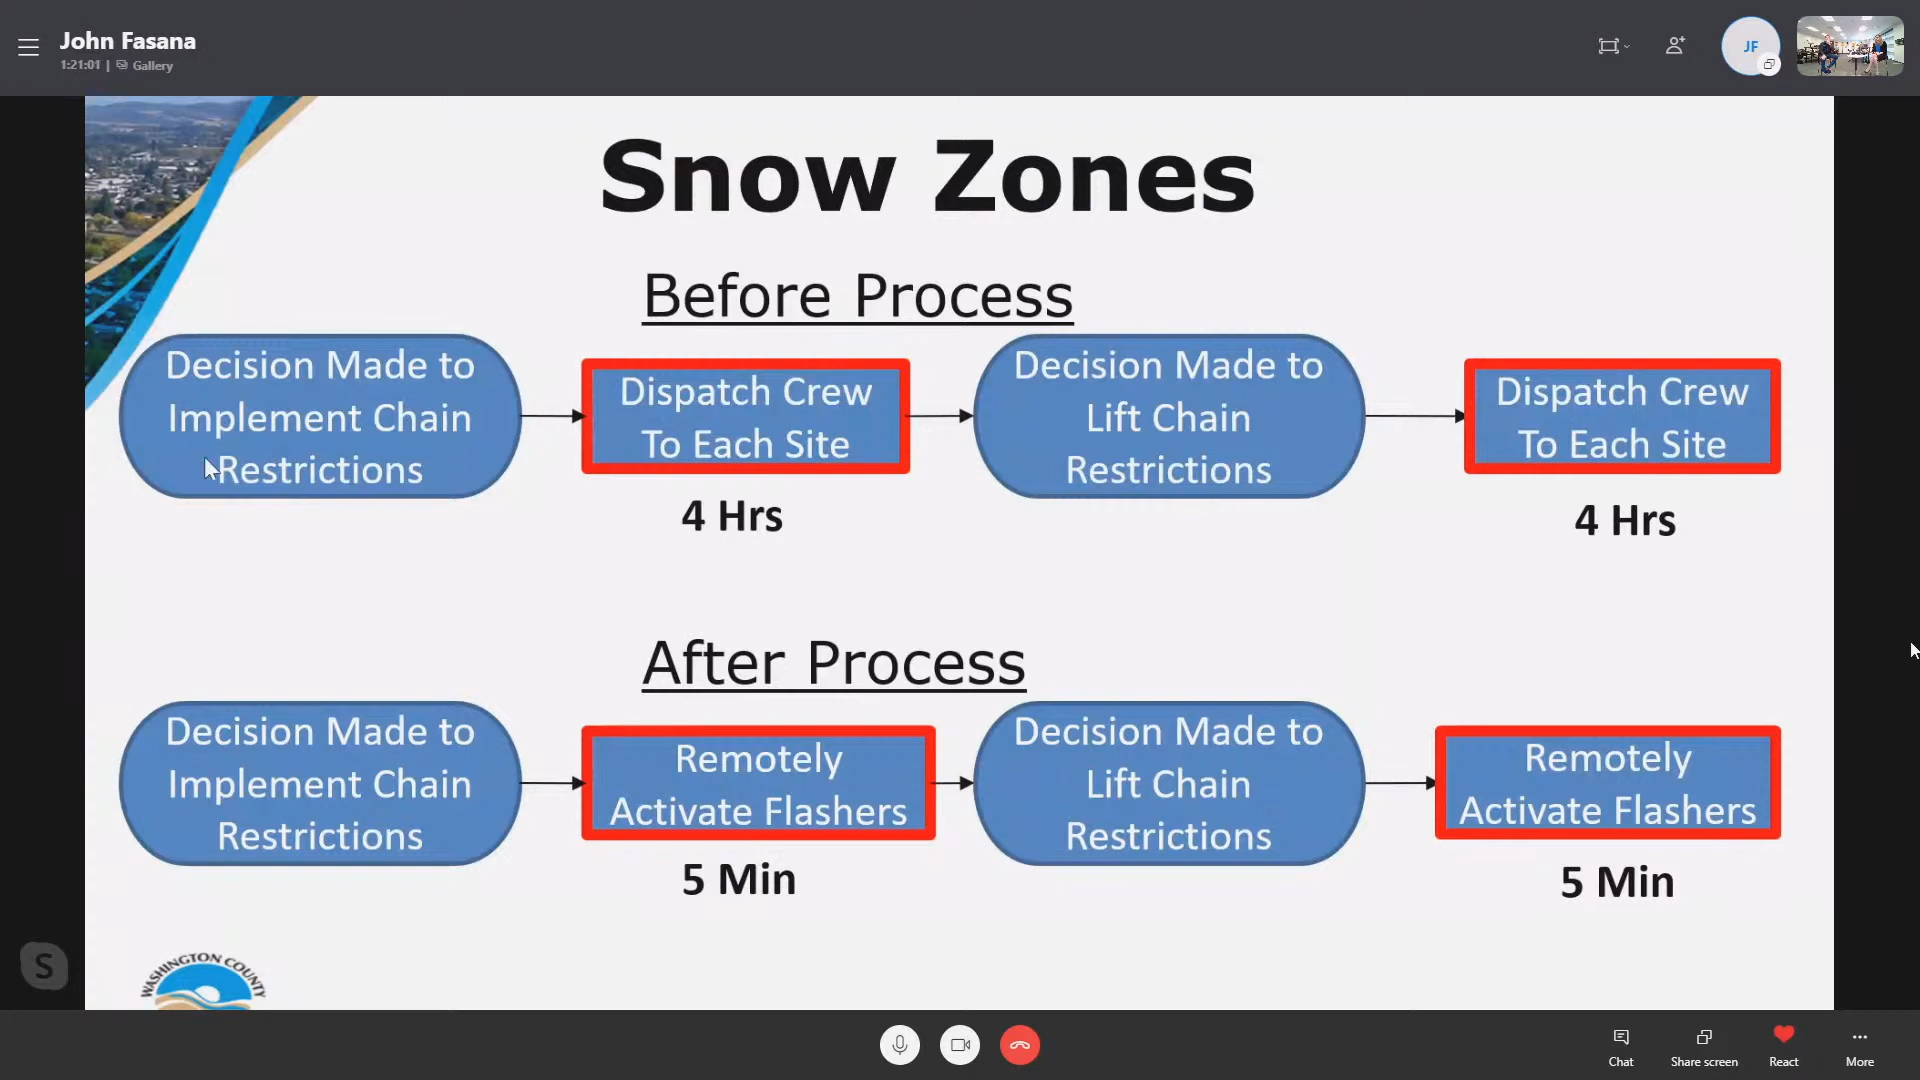 John Fasana
1:21:01 | Gallery
JF
Snow Zones
Before Process
Decision Made to
Implement Chain
Restrictions
Dispatch Crew
To Each Site
4 Hrs
Decision Made to
Lift Chain
Restrictions
Dispatch Crew
To Each Site
4 Hrs
After Process
Decision Made to
Implement Chain
Restrictions
Remotely
Activate Flashers
5 Min
Decision Made to
Lift Chain
Restrictions
Remotely
Activate Flashers
5 Min
S
WASHINGTON COUNTY
Chat
Share screen
React
More